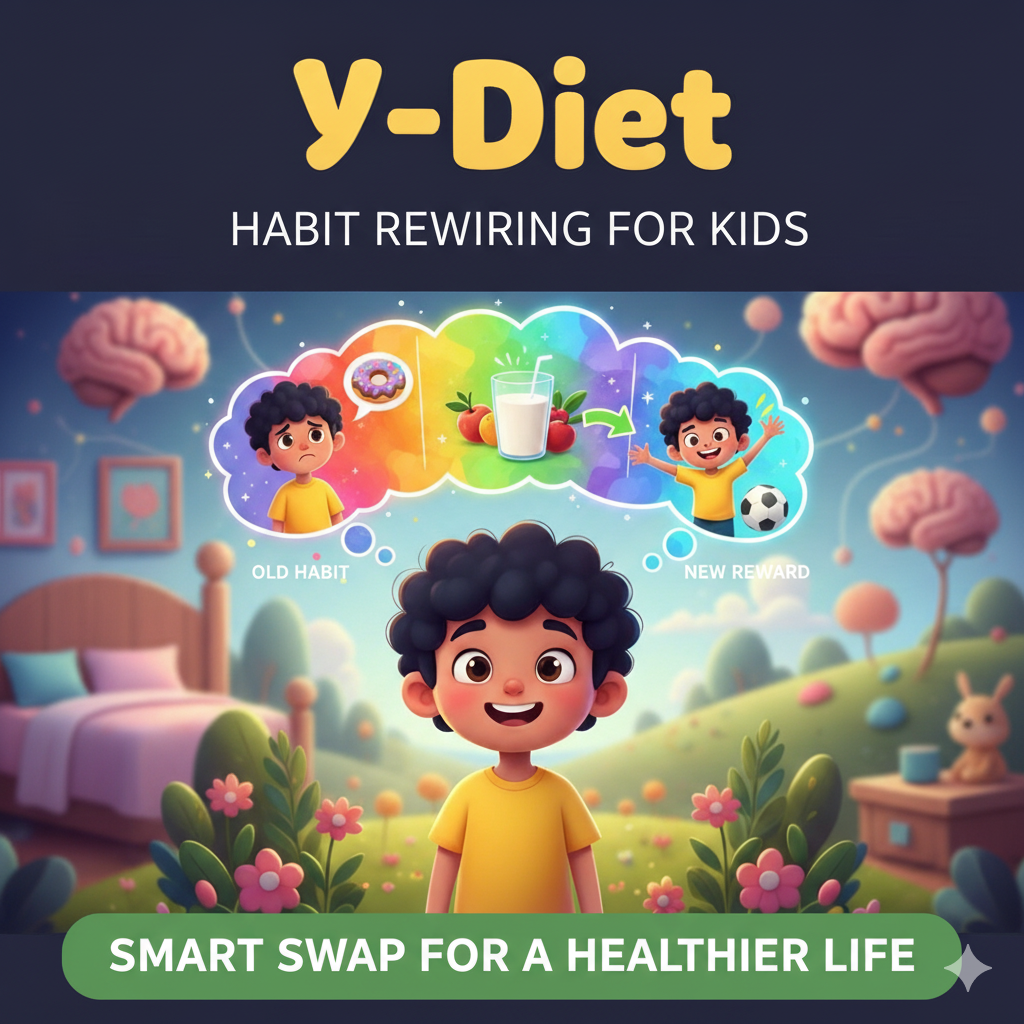 Y-Diet
HABIT REWIRING FOR KIDS
OLD HABIT
NEW REWARD
SMART SWAP FOR A HEALTHIER LIFE